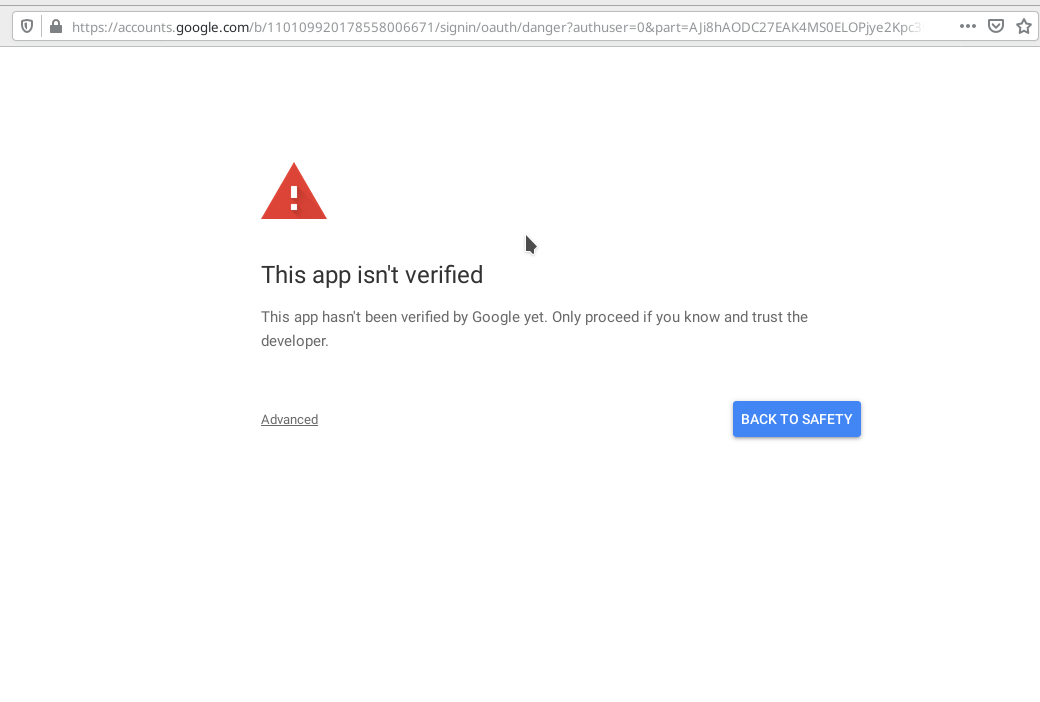 https://accounts.google.com/b/110109920178558006671/signin/oauth/danger?authuser=0&part=AJi8hAODC27EAK4MS0ELOPjye2Kpc3
This app isn't verified
This app hasn't been verified by Google yet. Only proceed if you know and trust the
developer.
Advanced
BACK TO SAFETY